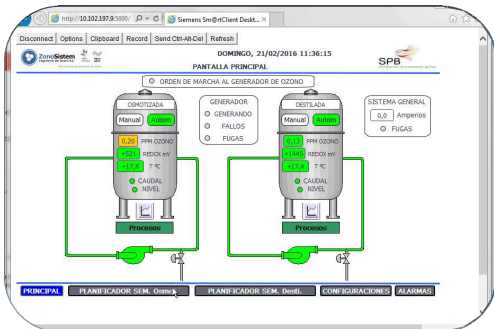 http://10.102.197.9:5800/
Siemens Sm@rtClient Deskt...
Disconnect Options Clipboard Record Send Ctrl-Alt-Del Refresh
ZonoSistem
DOMINGO, 21/02/2016 11:36:15
PANTALLA PRINCIPAL
SPB
ORDEN DE MARCHA AL GENERADOR DE OZONO
OSMOTIZADA
Manual Autom
0,20 PPM OZONO
+521 REDOX mV
+17,8 T ºC
CAUDAL
NIVEL
Procesos
GENERADOR
GENERANDO
FALLOS
FUGAS
DESTILADA
Manual Autom
0,13 PPM OZONO
+1445 REDOX mV
+17,4 T ºC
CAUDAL
NIVEL
Procesos
SISTEMA GENERAL
0,0 Amperios
FUGAS
PRINCIPAL PLANIFICADOR SEM. Osmot. PLANIFICADOR SEM. Desti. CONFIGURACIONES ALARMAS